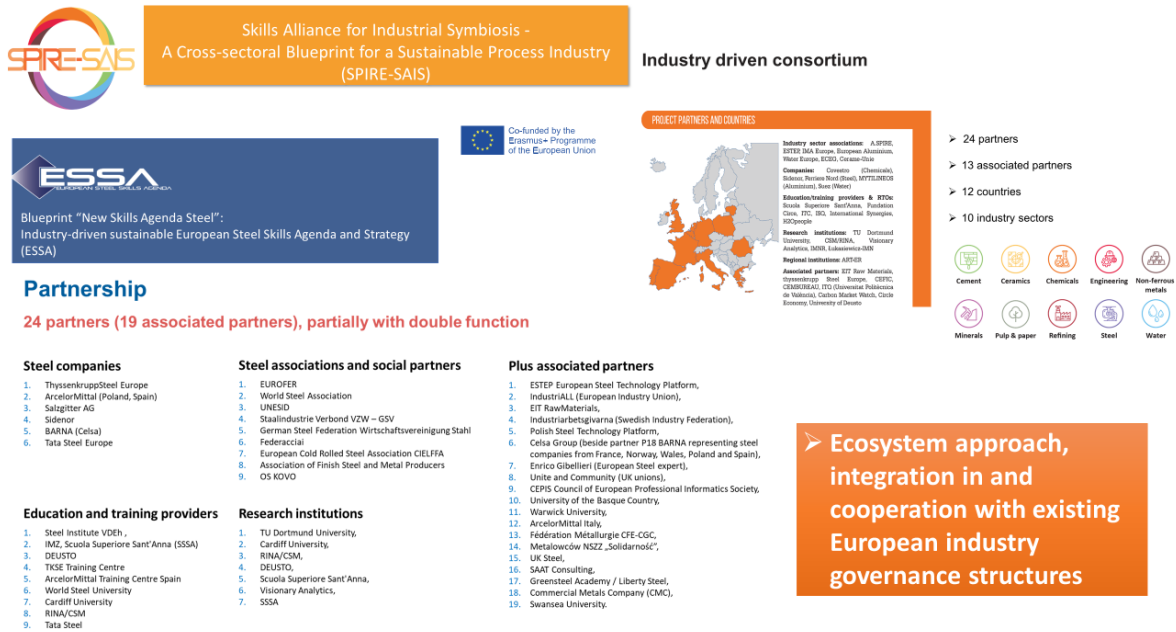 SPIRE-SAIS
Skills Alliance for Industrial Symbiosis -
A Cross-sectoral Blueprint for a Sustainable Process Industry
(SPIRE-SAIS)
Industry driven consortium
Co-funded by the
Erasmus+ Programme
of the European Union
ESSA
EUROPEAN STEEL SKILLS AGENDA
Blueprint “New Skills Agenda Steel”:
Industry-driven sustainable European Steel Skills Agenda and Strategy
(ESSA)
PROJECT PARTNERS AND COUNTRIES
Industry sector associations: A.SPIRE,
ESTEP, IMA Europe, European Aluminium,
Water Europe, ECEG, Cerame-Unie
Companies: Covestro (Chemicals),
Sidenor, Ferriere Nord (Steel), MYTILINEOS
(Aluminium), Suez (Water)
Education/training providers & RTOs:
Scuola Superiore Sant'Anna, Fundation
Circe, ITC, ISQ, International Synergies,
H2Opeople
Research institutions: TU Dortmund
University, CSM/RINA, Visionary
Analytics, IMNR, Łukasiewicz-IMN
Regional institutions: ART-ER
Associated partners: EIT Raw Materials,
thyssenkrupp Steel Europe, CEFIC,
CEMBUREAU, ITQ (Universitat Politècnica
de València), Carbon Market Watch, Circle
Economy, University of Deusto
➢ 24 partners
➢ 13 associated partners
➢ 12 countries
➢ 10 industry sectors
Cement Ceramics Chemicals Engineering Non-ferrous
metals
Minerals Pulp & paper Refining Steel Water
Partnership
24 partners (19 associated partners), partially with double function
Steel companies
1. ThyssenkruppSteel Europe
2. ArcelorMittal (Poland, Spain)
3. Salzgitter AG
4. Sidenor
5. BARNA (Celsa)
6. Tata Steel Europe
Steel associations and social partners
1. EUROFER
2. World Steel Association
3. UNESID
4. Staalindustrie Verbond VZW – GSV
5. German Steel Federation Wirtschaftsvereinigung Stahl
6. Federacciai
7. European Cold Rolled Steel Association CIELFFA
8. Association of Finish Steel and Metal Producers
9. OS KOVO
Plus associated partners
1. ESTEP European Steel Technology Platform,
2. IndustriALL (European Industry Union),
3. EIT RawMaterials,
4. Industriarbetsgivarna (Swedish Industry Federation),
5. Polish Steel Technology Platform,
6. Celsa Group (beside partner P18 BARNA representing steel
companies from France, Norway, Wales, Poland and Spain),
7. Enrico Gibellieri (European Steel expert),
8. Unite and Community (UK unions),
9. CEPIS Council of European Professional Informatics Society,
10. University of the Basque Country,
11. Warwick University,
12. ArcelorMittal Italy,
13. Fédération Métallurgie CFE-CGC,
14. Metalowców NSZZ „Solidarność”,
15. UK Steel,
16. SAAT Consulting,
17. Greensteel Academy / Liberty Steel,
18. Commercial Metals Company (CMC),
19. Swansea University.
Education and training providers
1. Steel Institute VDEh ,
2. IMZ, Scuola Superiore Sant'Anna (SSSA)
3. DEUSTO
4. TKSE Training Centre
5. ArcelorMittal Training Centre Spain
6. World Steel University
7. Cardiff University
8. RINA/CSM
9. Tata Steel
Research institutions
1. TU Dortmund University,
2. Cardiff University,
3. RINA/CSM,
4. DEUSTO,
5. Scuola Superiore Sant'Anna,
6. Visionary Analytics,
7. SSSA
➢ Ecosystem approach,
integration in and
cooperation with existing
European industry
governance structures